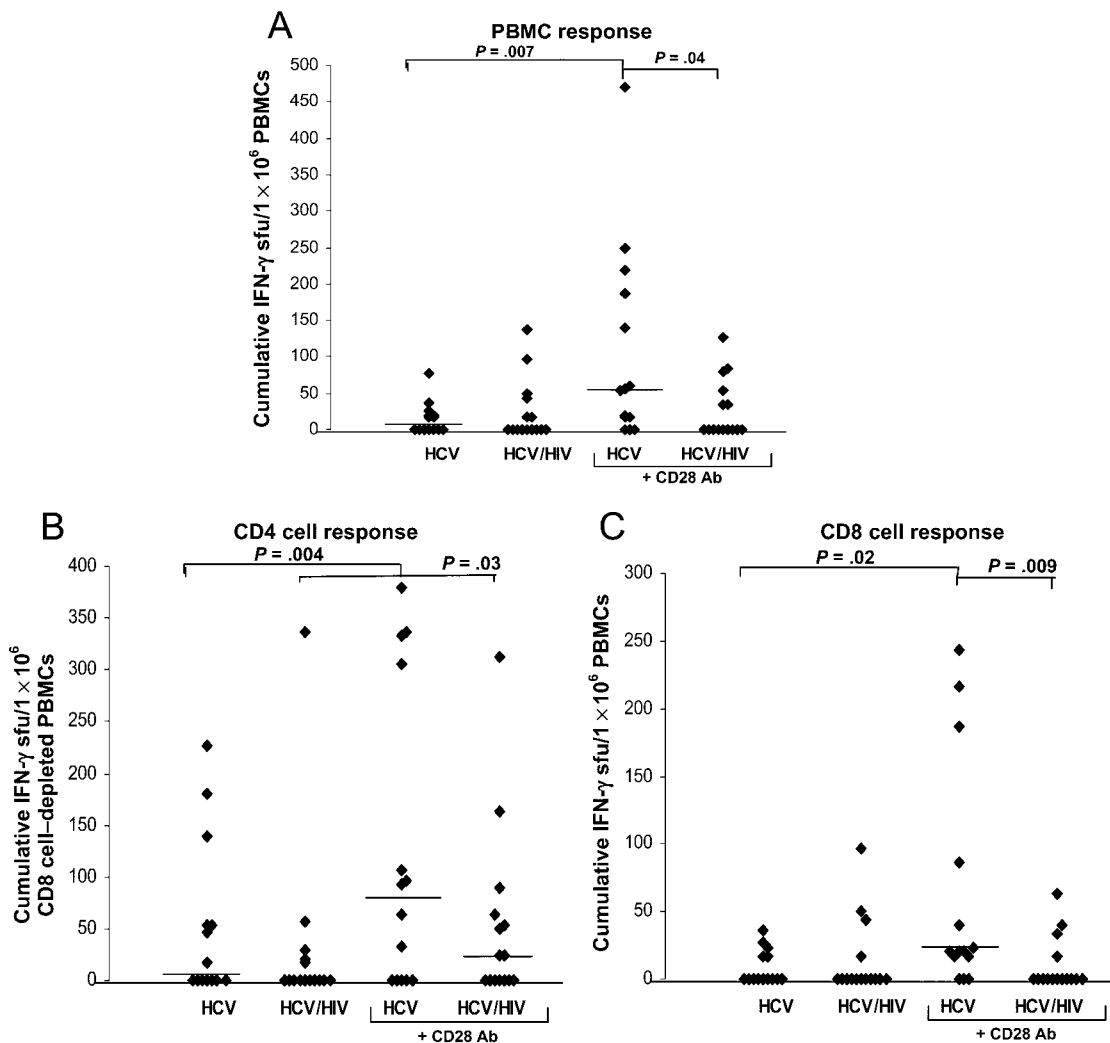 A
PBMC response
P = .007
P = .04
Cumulative IFN-γ sfu/1 × 10⁶ PBMCs
500
450
400
350
300
250
200
150
100
50
0
HCV
HCV/HIV
HCV
HCV/HIV
+ CD28 Ab
B
CD4 cell response
P = .004
P = .03
Cumulative IFN-γ sfu/1 × 10⁶
CD8 cell–depleted PBMCs
400
350
300
250
200
150
100
50
0
HCV
HCV/HIV
HCV
HCV/HIV
+ CD28 Ab
C
CD8 cell response
P = .02
P = .009
Cumulative IFN-γ sfu/1 × 10⁶ PBMCs
300
250
200
150
100
50
0
HCV
HCV/HIV
HCV
HCV/HIV
+ CD28 Ab